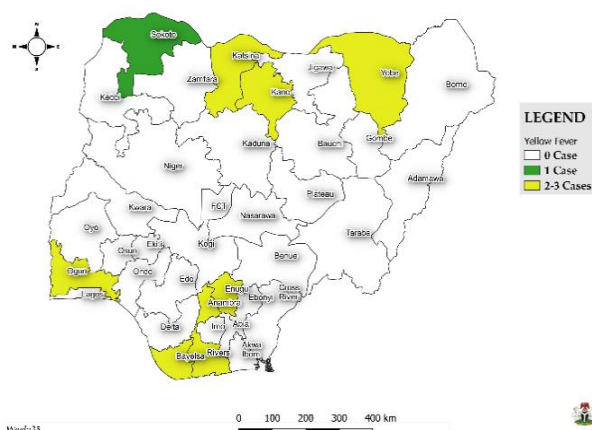 Sokoto
Katsina
Jigawa
Yobe
Borno
Zamfara
Kebbi
Kano
Kaduna
Bauchi
Gombe
Niger
Adamawa
Plateau
FCT
Kwara
Nasarawa
Taraba
Oyo
Kogi
Ekiti
Osun
Benue
Ogun
Ondo
Edo
Enugu
Lagos
Anambra
Ebonyi
Cross
River
Delta
Imo
Abia
Bayelsa
Rivers
Akwa
Ibom
LEGEND
Yellow Fever
0 Case
1 Case
2-3 Cases
0 100 200 300 400 km